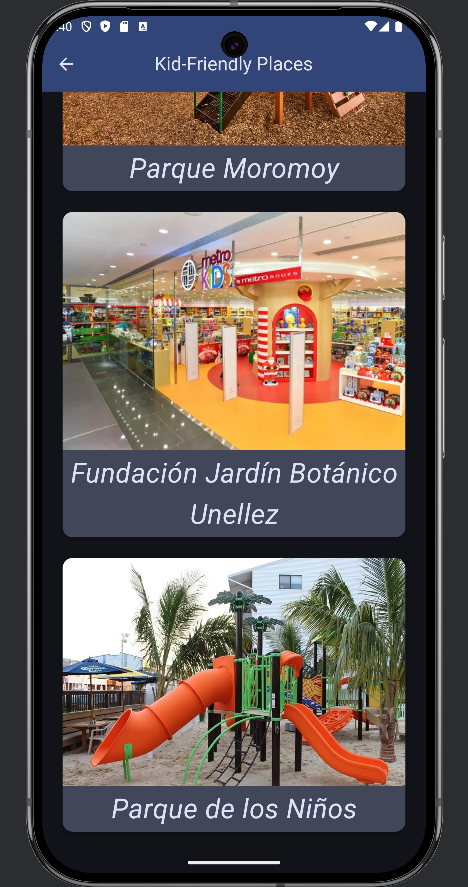 :40
Kid-Friendly Places
Parque Moromoy
metro
KIDS
metro BOOKS
Fundación Jardín Botánico
Unellez
Parque de los Niños